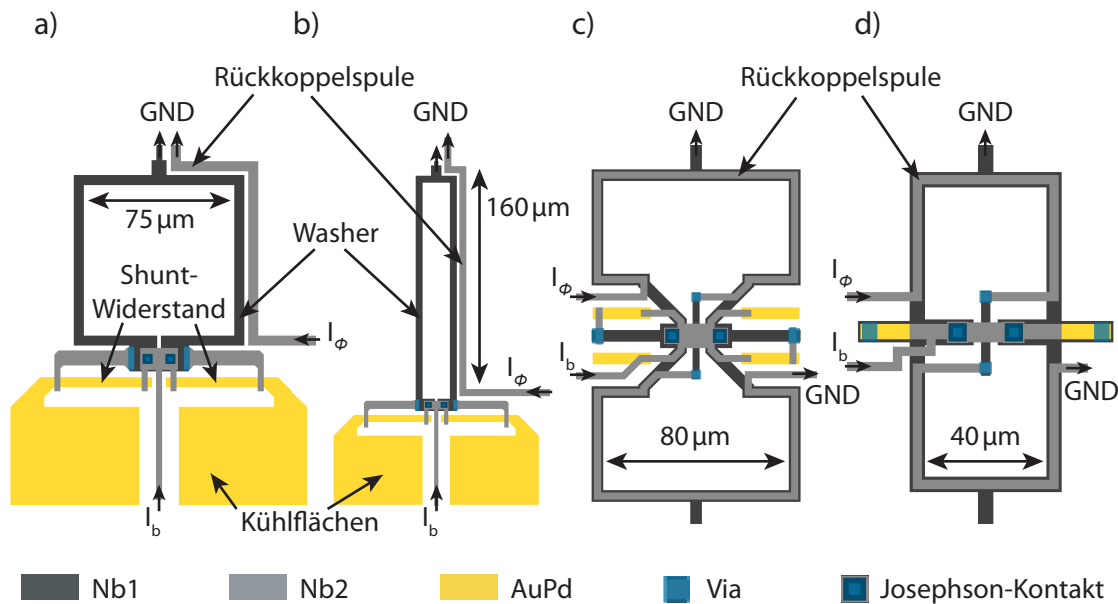 a)
b)
c)
d)
Rückkoppelspule
Rückkoppelspule
GND
GND
GND
GND
75 µm
160 µm
Washer
Shunt-
Widerstand
I_Φ
I_Φ
I_Φ
I_Φ
I_b
I_b
GND
GND
80 µm
40 µm
Kühlflächen
I_b
I_b
Nb1
Nb2
AuPd
Via
Josephson-Kontakt